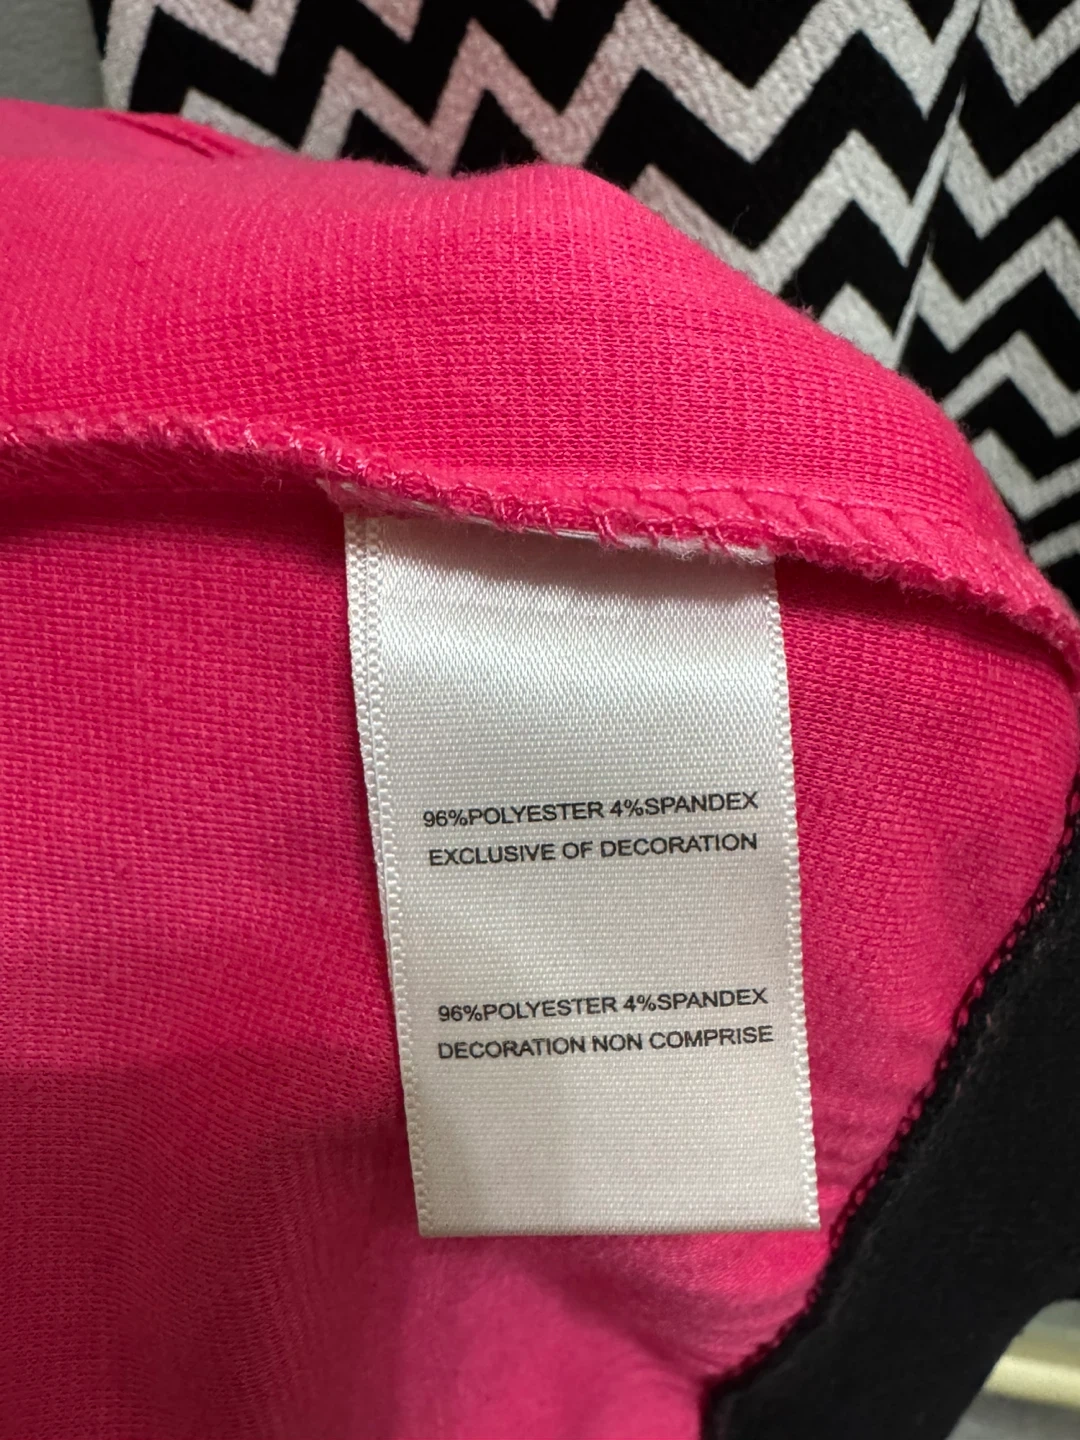 96%POLYESTER 4%SPANDEX
EXCLUSIVE OF DECORATION
96%POLYESTER 4%SPANDEX
DECORATION NON COMPRISE